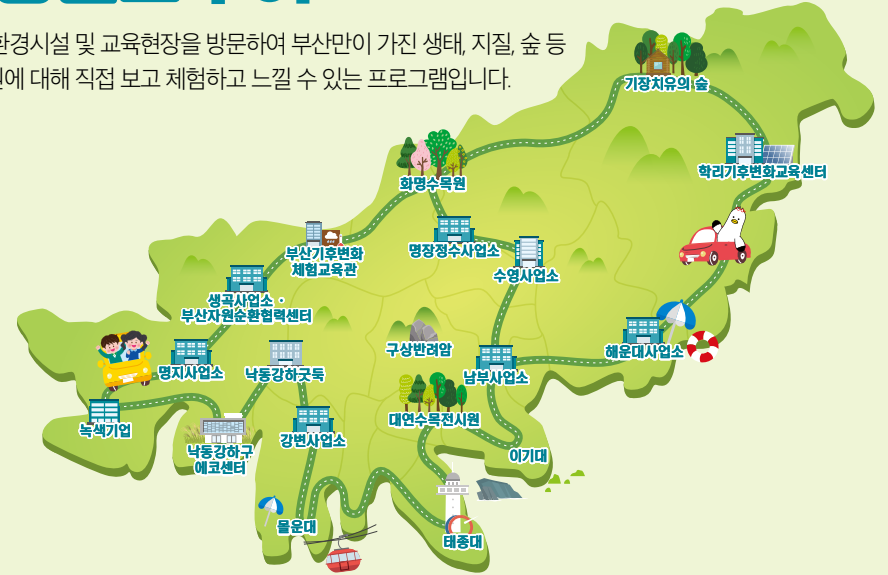 환경시설 및 교육현장을 방문하여 부산만이 가진 생태, 지질, 숲 등
원에 대해 직접 보고 체험하고 느낄 수 있는 프로그램입니다.
기장치유의 숲
학리기후변화교육센터
화명수목원
명장정수사업소
수영사업소
부산기후변화
체험교육관
생곡사업소 ·
부산자원순환협력센터
구상반려암
해운대사업소
명지사업소
낙동강하굿둑
남부사업소
대연수목전시원
녹색기업
강변사업소
낙동강하구
에코센터
이기대
몰운대
태종대